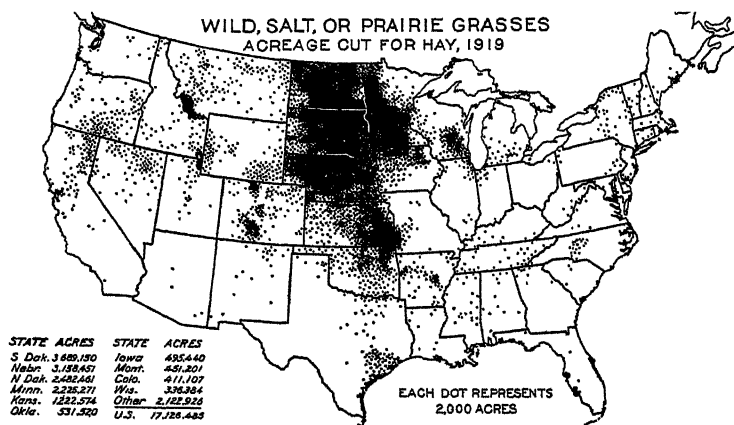 WILD, SALT, OR PRAIRIE GRASSES
ACREAGE CUT FOR HAY, 1919
STATE ACRES STATE ACRES
S Dak. 3,689,150 Iowa 495,440
Nebr. 3,158,451 Mont. 451,201
N Dak. 2,482,461 Colo. 411,107
Minn. 2,225,271 Wis. 336,384
Kans. 1,222,574 Other 2,122,926
Okla. 531,520 U.S. 17,126,485
EACH DOT REPRESENTS
2,000 ACRES